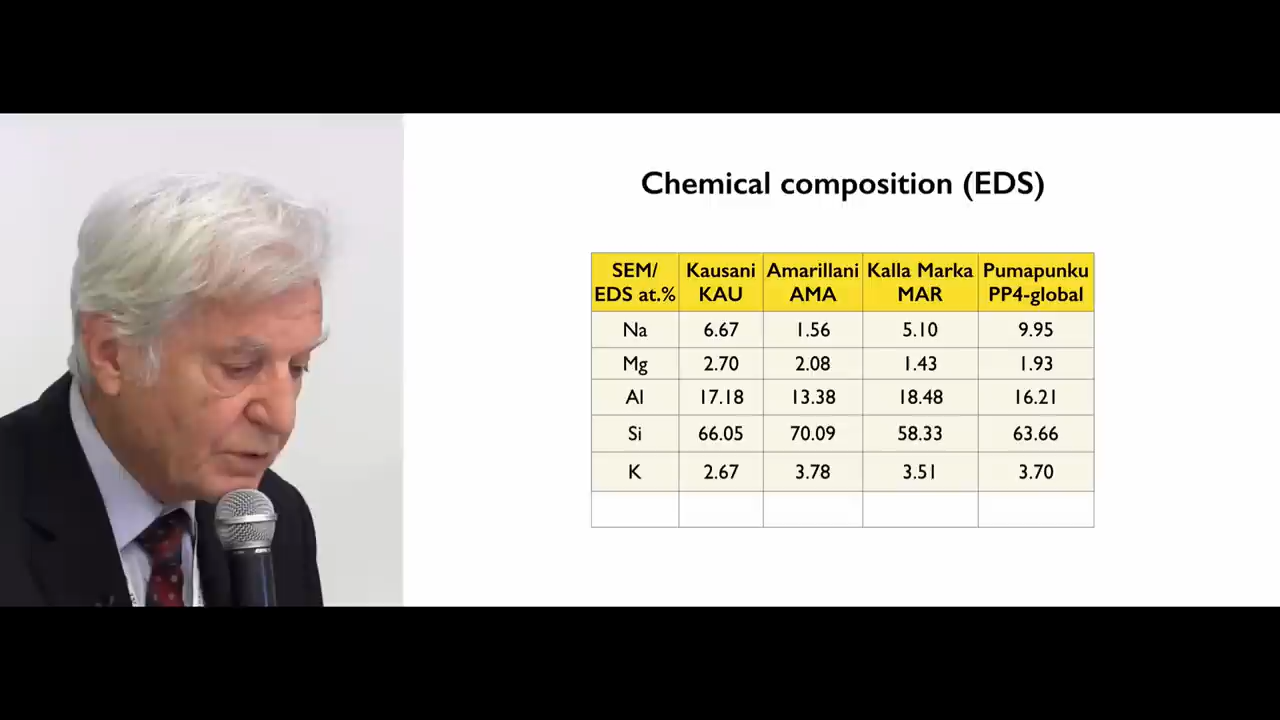 Chemical composition (EDS)
SEM/ EDS at.% Kausani KAU Amarillani AMA Kalla Marka MAR Pumapunku PP4-global
Na 6.67 1.56 5.10 9.95
Mg 2.70 2.08 1.43 1.93
Al 17.18 13.38 18.48 16.21
Si 66.05 70.09 58.33 63.66
K 2.67 3.78 3.51 3.70